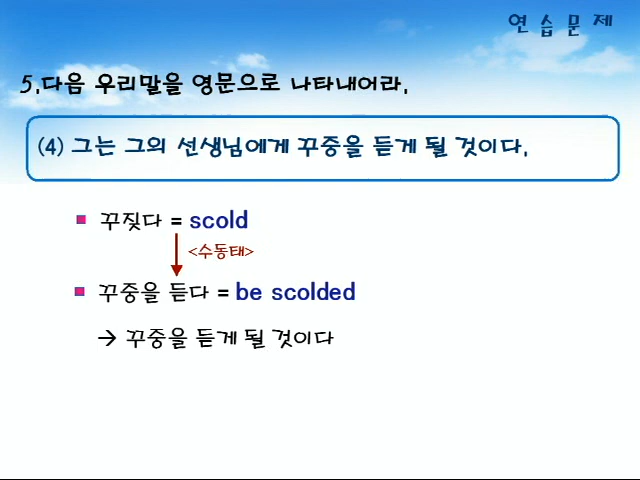 연 습 문 제
5.다음 우리말을 영문으로 나타내어라.
(4) 그는 그의 선생님에게 꾸중을 듣게 될 것이다.
꾸짖다 = scold
<수동태>
꾸중을 듣다 = be scolded
→ 꾸중을 듣게 될 것이다